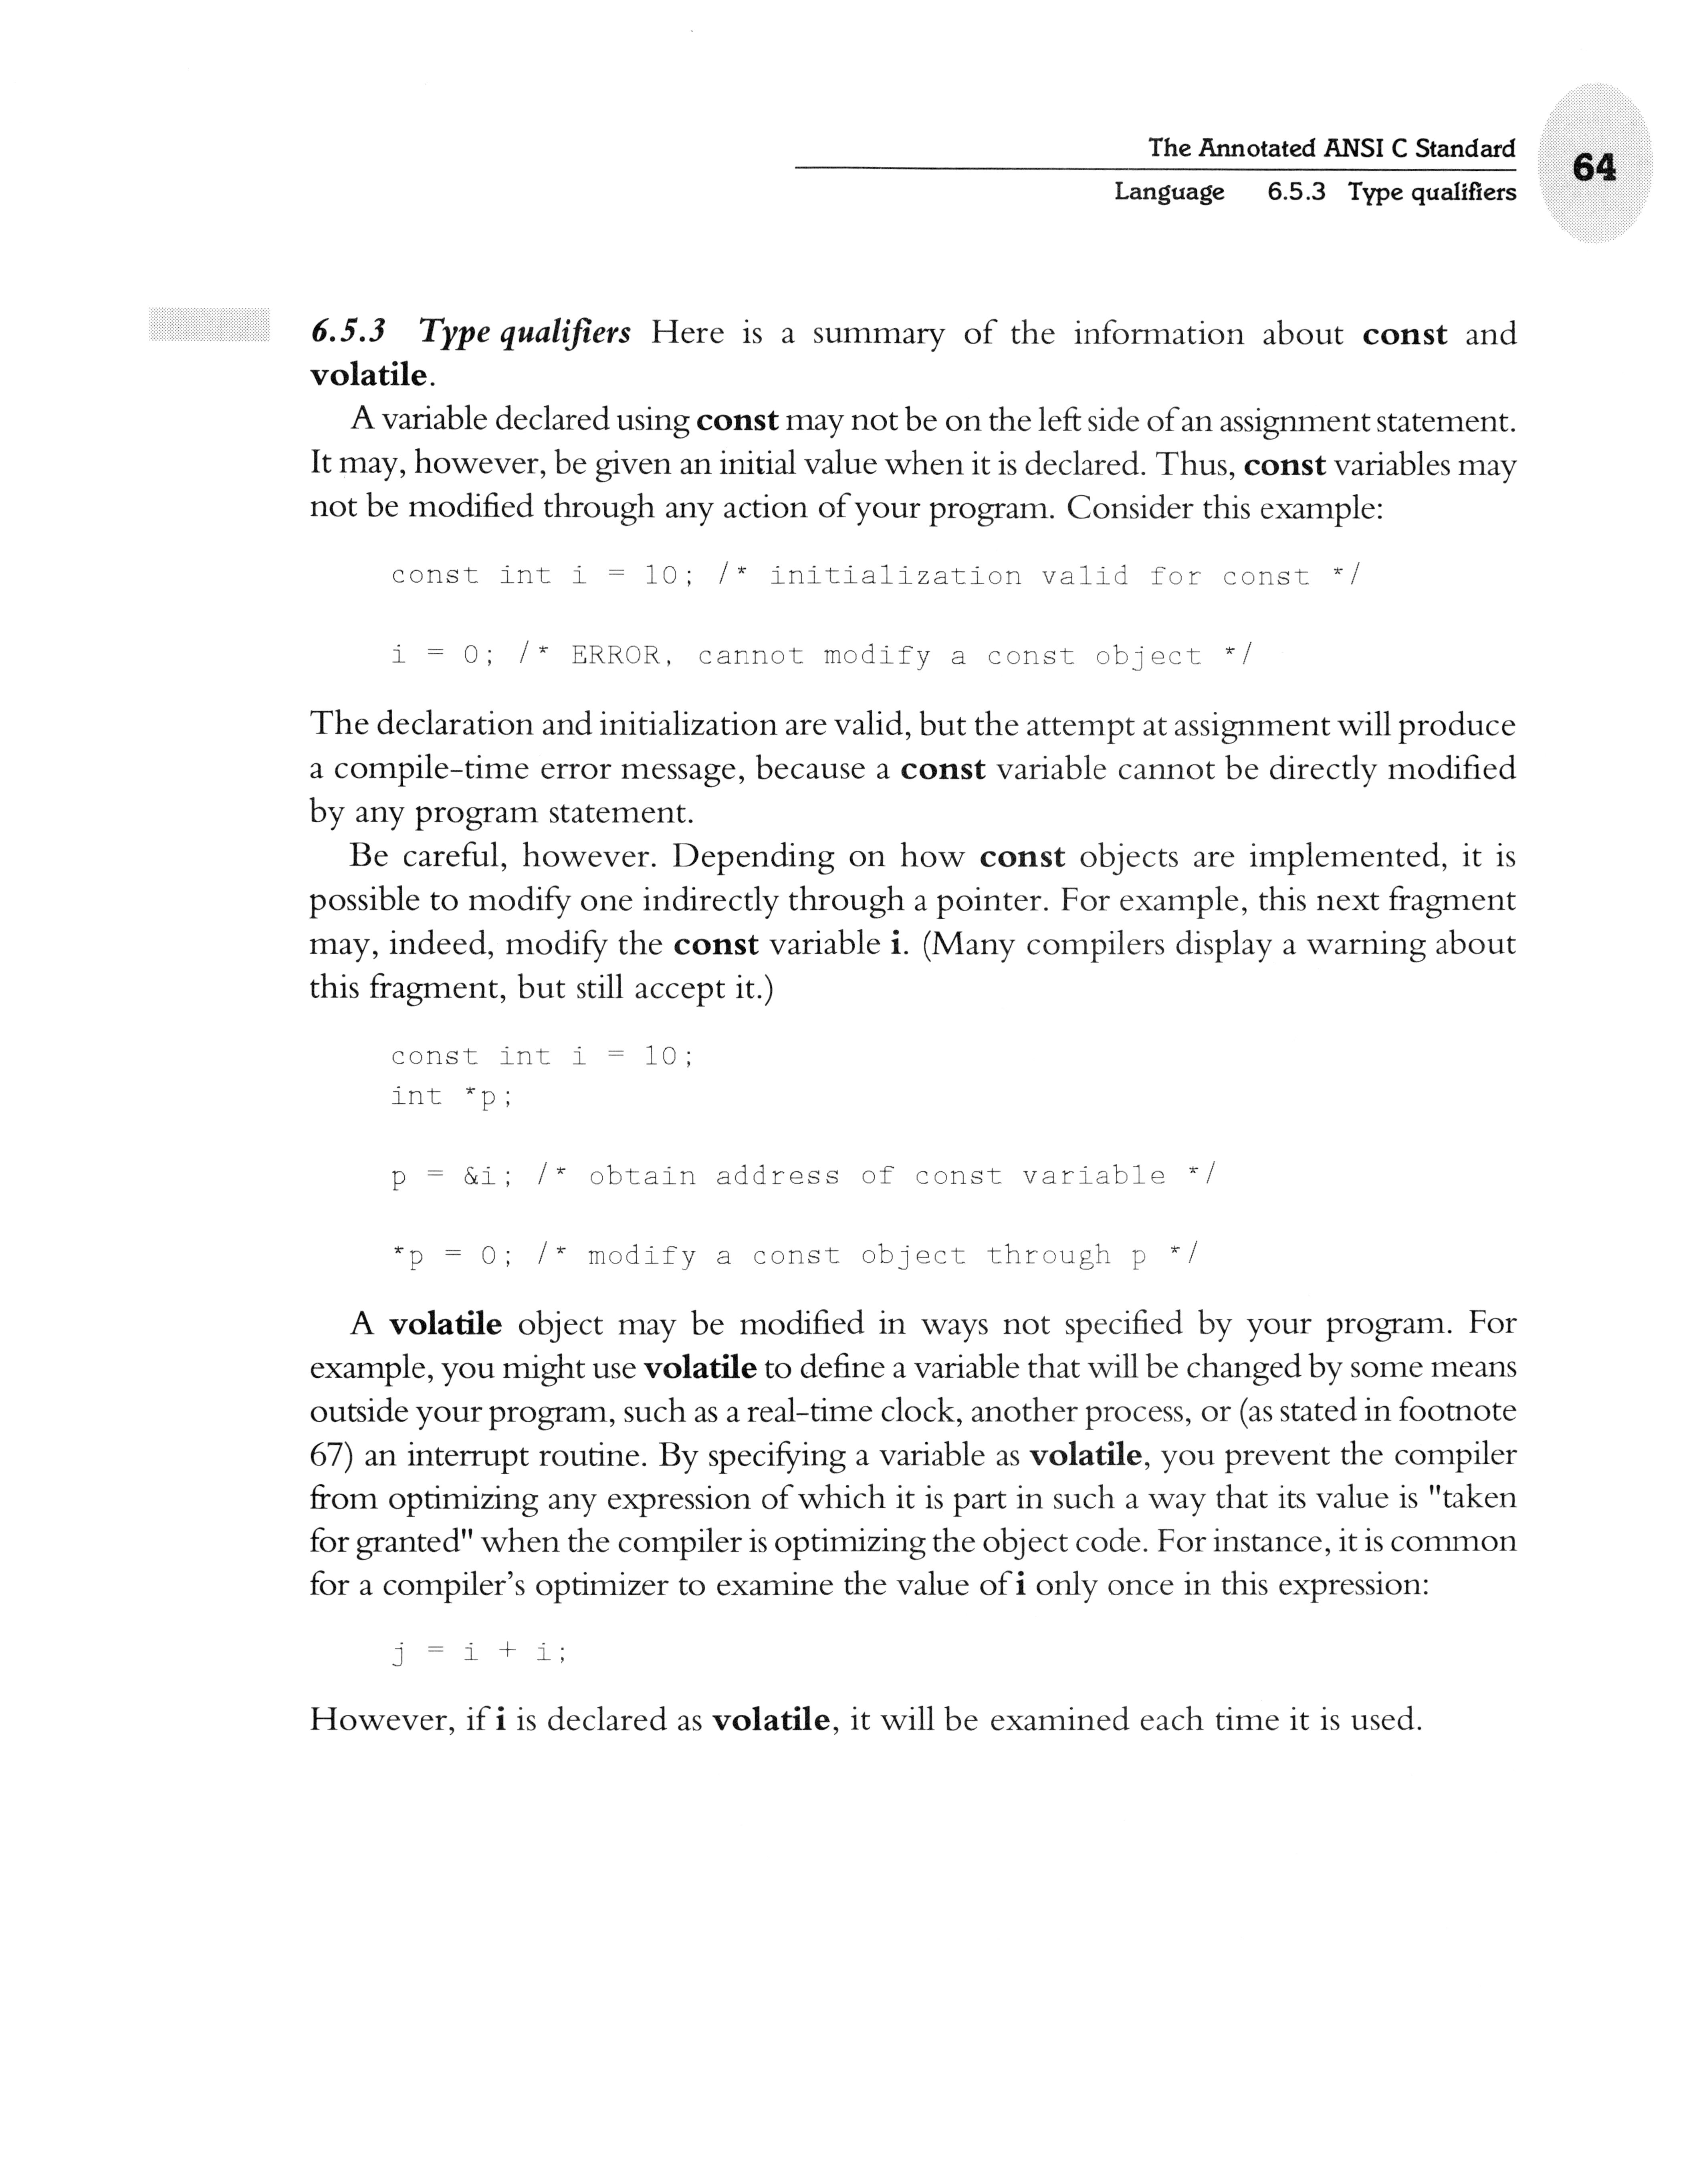 The Annotated ANSI C Standard
64
Language 6.5.3 Type qualifiers
6.5.3 Type qualifiers Here is a summary of the information about const and
volatile.
A variable declared using const may not be on the left side of an assignment statement.
It may, however, be given an initial value when it is declared. Thus, const variables may
not be modified through any action of your program. Consider this example:
const int i = 10; /* initialization valid for const */
i = 0; /* ERROR, cannot modify a const object */
The declaration and initialization are valid, but the attempt at assignment will produce
a compile-time error message, because a const variable cannot be directly modified
by any program statement.
Be careful, however. Depending on how const objects are implemented, it is
possible to modify one indirectly through a pointer. For example, this next fragment
may, indeed, modify the const variable i. (Many compilers display a warning about
this fragment, but still accept it.)
const int i = 10;
int *p;
p = &i; /* obtain address of const variable */
*p = 0; /* modify a const object through p */
A volatile object may be modified in ways not specified by your program. For
example, you might use volatile to define a variable that will be changed by some means
outside your program, such as a real-time clock, another process, or (as stated in footnote
67) an interrupt routine. By specifying a variable as volatile, you prevent the compiler
from optimizing any expression of which it is part in such a way that its value is "taken
for granted" when the compiler is optimizing the object code. For instance, it is common
for a compiler's optimizer to examine the value of i only once in this expression:
j = i + i;
However, if i is declared as volatile, it will be examined each time it is used.